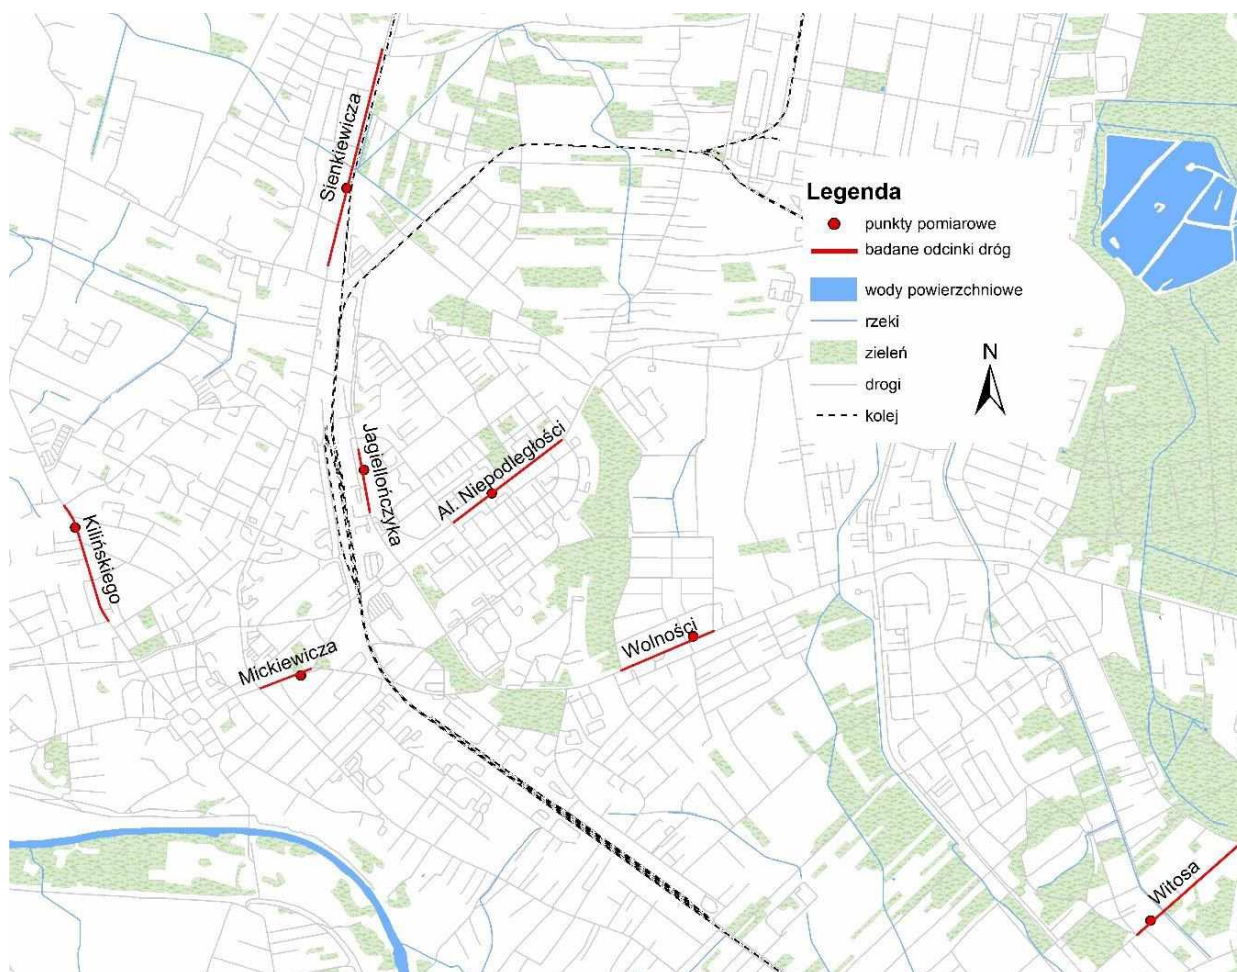 Sienkiewicza
Legenda
punkty pomiarowe
badane odcinki dróg
wody powierzchniowe
rzeki
zieleń
drogi
kolej
N
Jagiellończyka
Al. Niepodległości
Kilińskiego
Wolności
Mickiewicza
Witosa